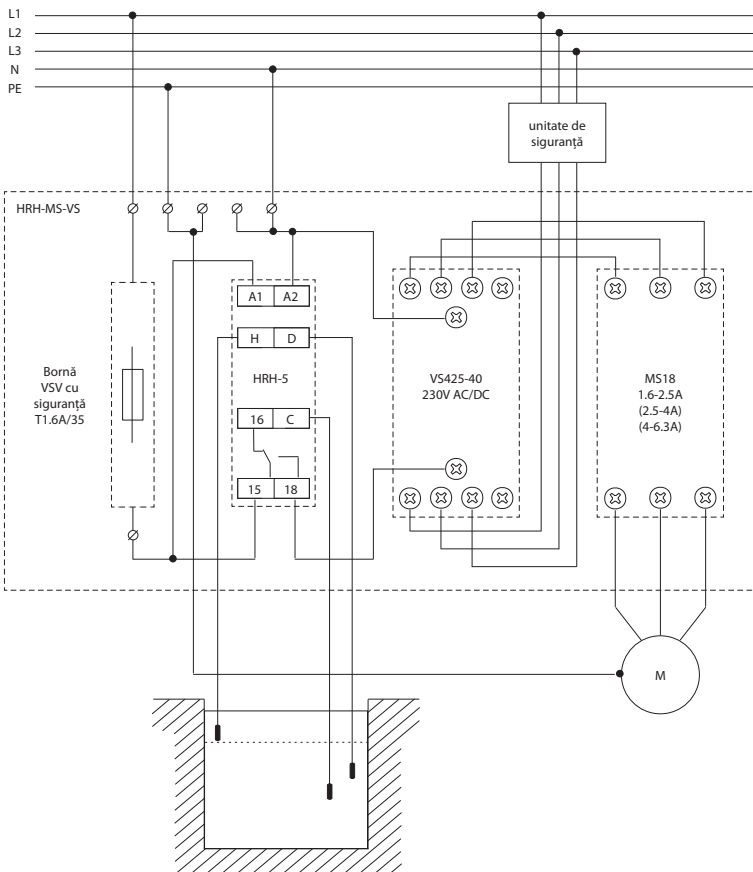 L1
L2
L3
N
PE
unitate de
siguranță
HRH-MS-VS
A1 A2
H D
HRH-5
16 C
15 18
Bornă
VSV cu
siguranță
T1.6A/35
VS425-40
230V AC/DC
MS18
1.6-2.5A
(2.5-4A)
(4-6.3A)
M